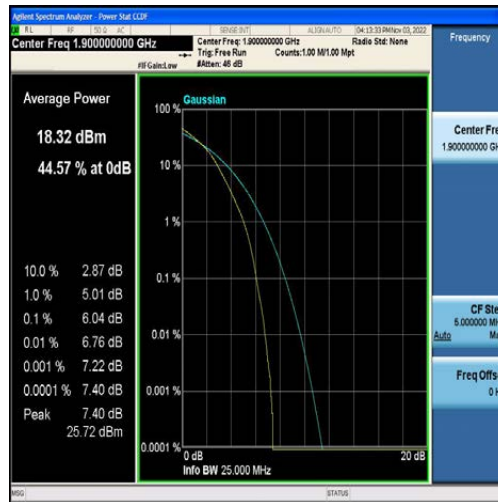 Agilent Spectrum Analyzer - Power Stat CCDF
RL RF 50 Ω AC SENSE:INT ALIGNAUTO 04:13:33 PM Nov 03, 2022
Center Freq 1.900000000 GHz
Center Freq: 1.900000000 GHz Radio Std: None
Trig: Free Run Counts:1.00 M/1.00 Mpt
#IFGain:Low #Atten: 46 dB
Frequency
Average Power
18.32 dBm
44.57 % at 0dB
10.0 % 2.87 dB
1.0 % 5.01 dB
0.1 % 6.04 dB
0.01 % 6.76 dB
0.001 % 7.22 dB
0.0001 % 7.40 dB
Peak 7.40 dB
25.72 dBm
Gaussian
100 %
10 %
1 %
0.1 %
0.01 %
0.001 %
0.0001 %
0 dB 20 dB
Info BW 25.000 MHz
Center Fre
1.900000000 GH
CF Ste
5.000000 MH
Auto Ma
Freq Offs
0 H
MSG STATUS